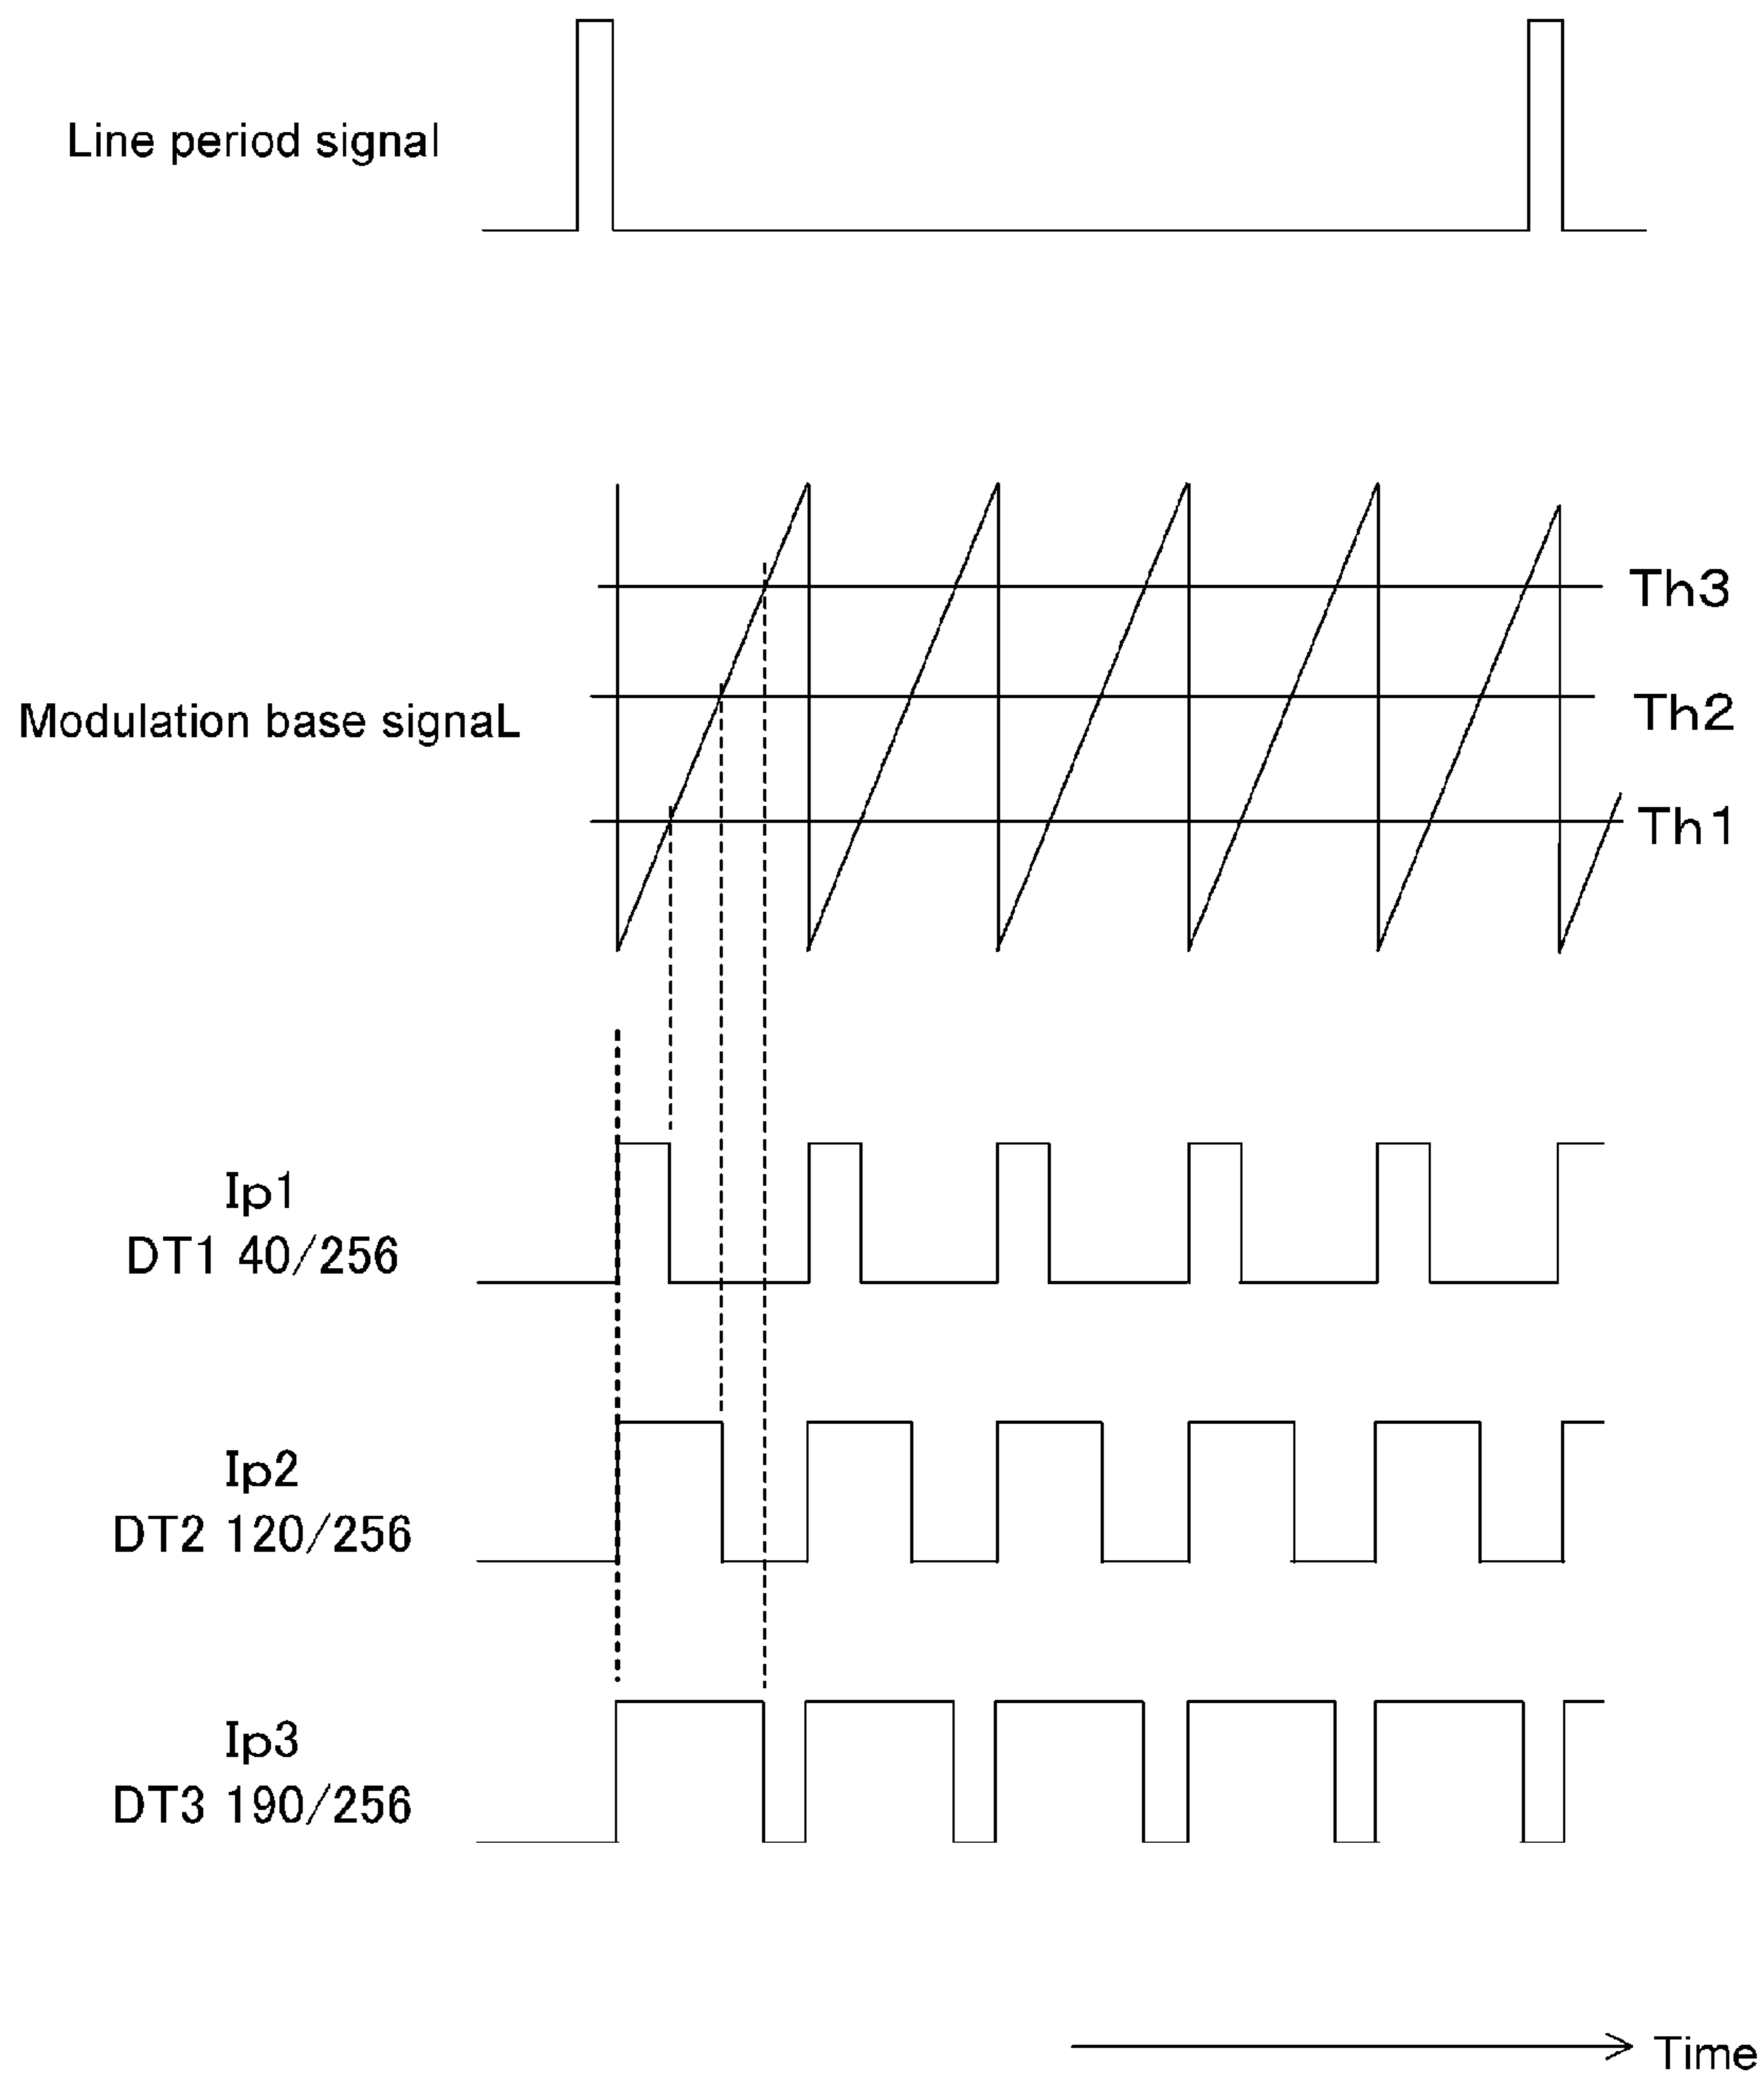 Line period signal
Th3
Modulation base signaL
Th2
Th1
Ip1
DT1 40/256
Ip2
DT2 120/256
Ip3
DT3 190/256
Time